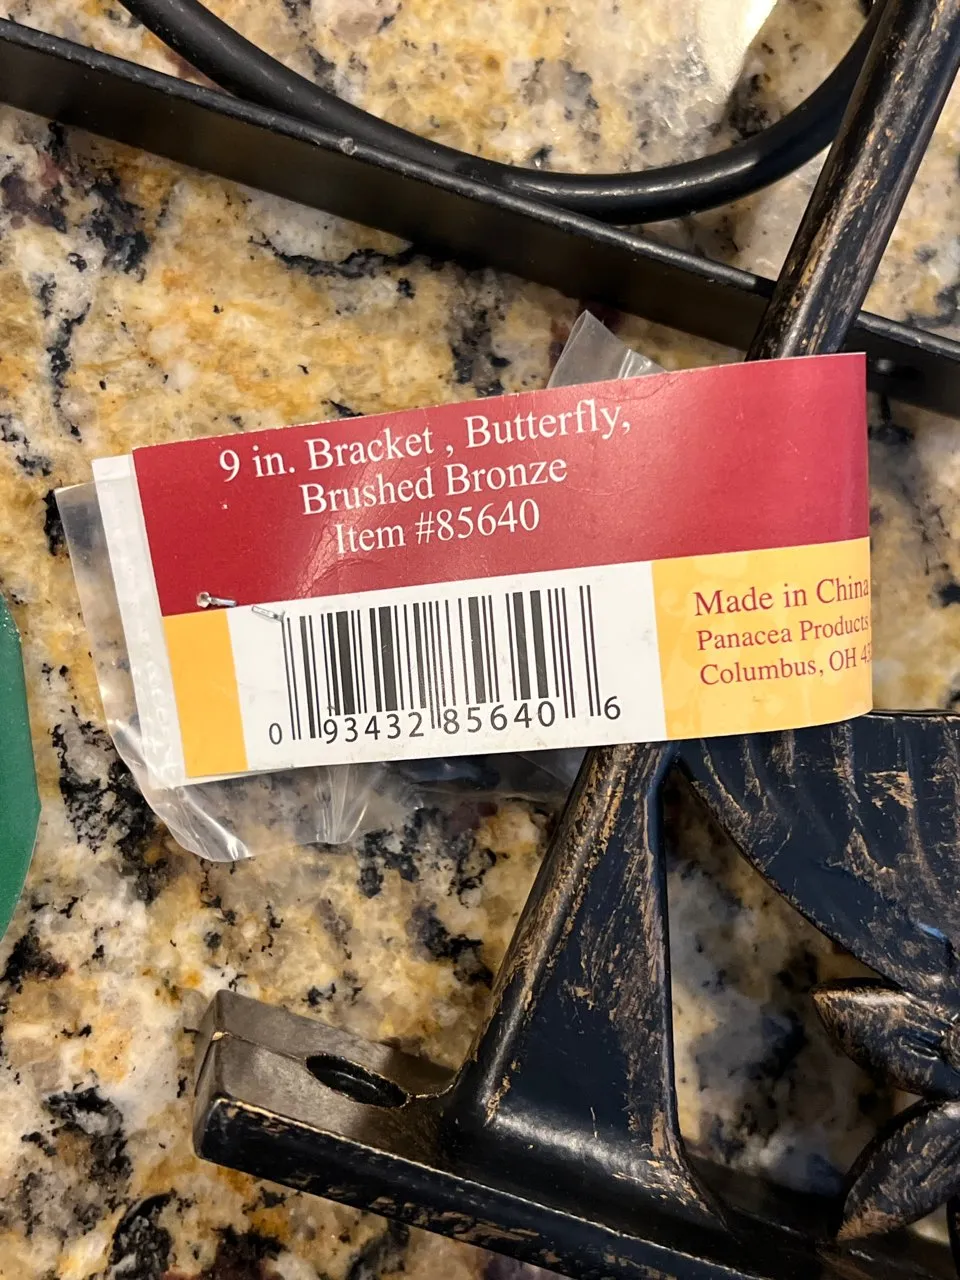 9 in. Bracket , Butterfly,
Brushed Bronze
Item #85640
0 93432 85640 6
Made in China
Panacea Products
Columbus, OH